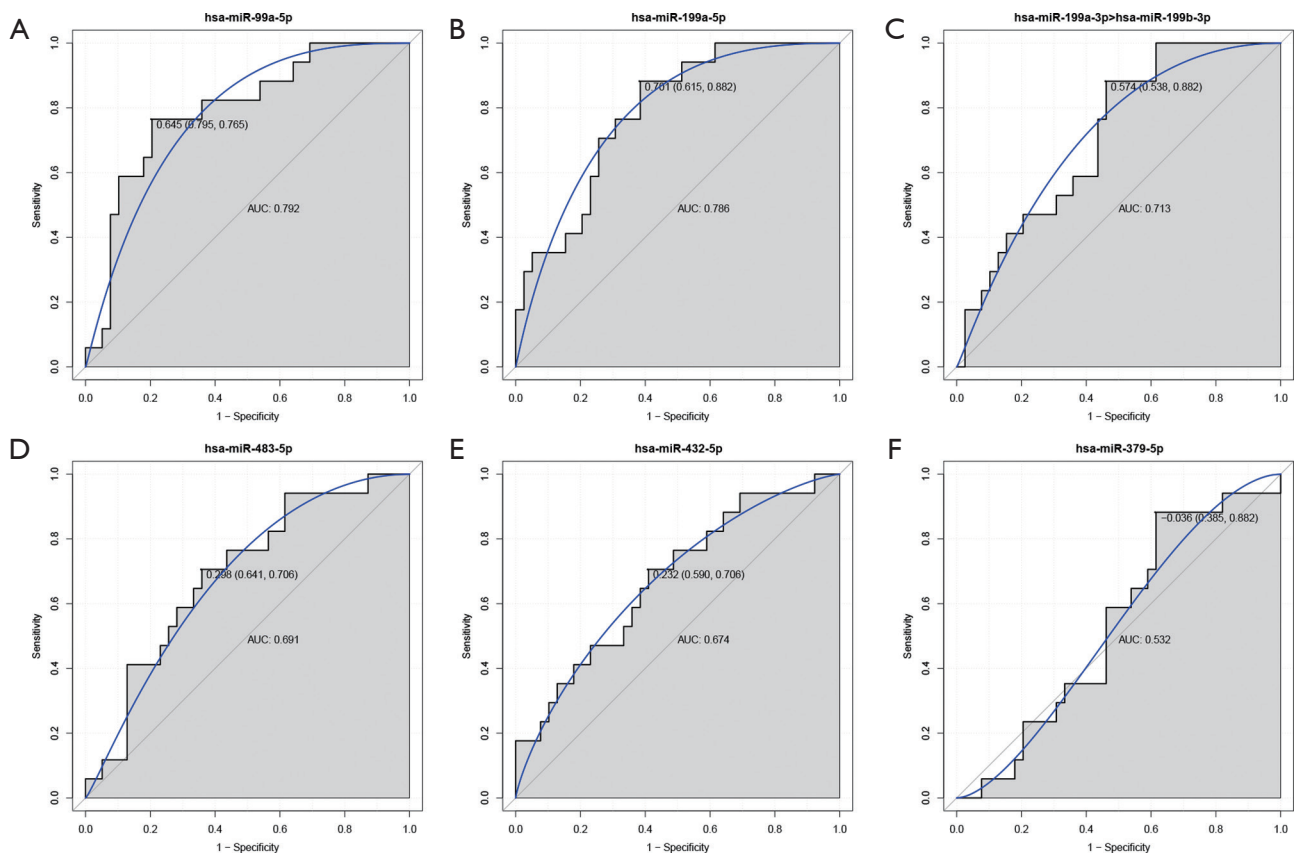 A
hsa-miR-99a-5p
Sensitivity
1.0
0.8
0.6
0.4
0.2
0.0
0.645 (0.795, 0.765)
AUC: 0.792
0.0 0.2 0.4 0.6 0.8 1.0
1 − Specificity
B
hsa-miR-199a-5p
Sensitivity
1.0
0.8
0.6
0.4
0.2
0.0
0.701 (0.615, 0.882)
AUC: 0.786
0.0 0.2 0.4 0.6 0.8 1.0
1 − Specificity
C
hsa-miR-199a-3p>hsa-miR-199b-3p
Sensitivity
1.0
0.8
0.6
0.4
0.2
0.0
0.574 (0.538, 0.882)
AUC: 0.713
0.0 0.2 0.4 0.6 0.8 1.0
1 − Specificity
D
hsa-miR-483-5p
Sensitivity
1.0
0.8
0.6
0.4
0.2
0.0
0.298 (0.641, 0.706)
AUC: 0.691
0.0 0.2 0.4 0.6 0.8 1.0
1 − Specificity
E
hsa-miR-432-5p
Sensitivity
1.0
0.8
0.6
0.4
0.2
0.0
0.232 (0.590, 0.706)
AUC: 0.674
0.0 0.2 0.4 0.6 0.8 1.0
1 − Specificity
F
hsa-miR-379-5p
Sensitivity
1.0
0.8
0.6
0.4
0.2
0.0
−0.036 (0.385, 0.882)
AUC: 0.532
0.0 0.2 0.4 0.6 0.8 1.0
1 − Specificity